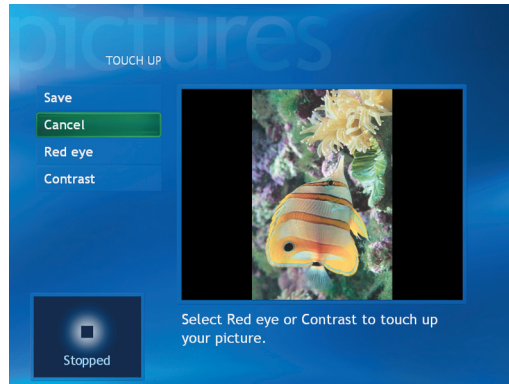 pictures
TOUCH UP
Save
Cancel
Red eye
Contrast
Select Red eye or Contrast to touch up
your picture.
Stopped